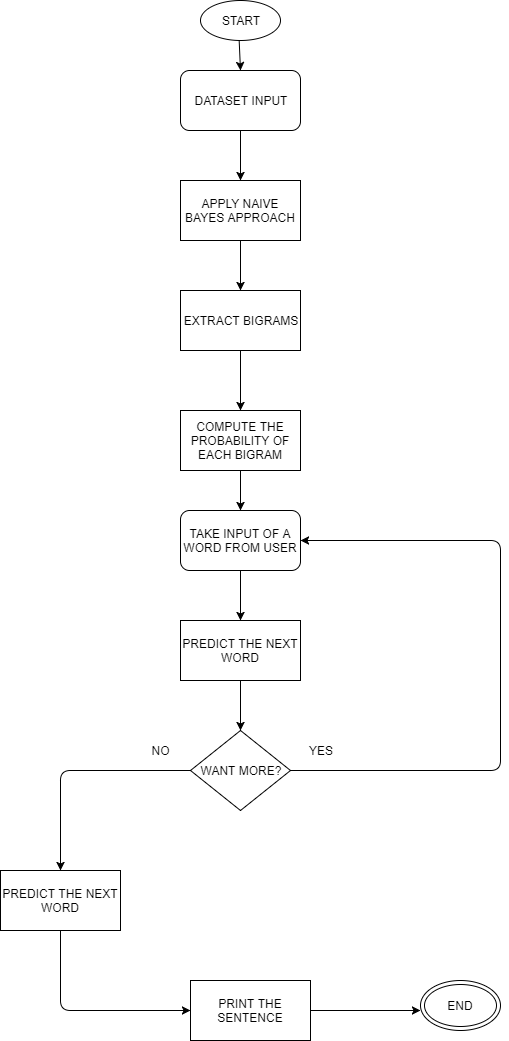 START
DATASET INPUT
APPLY NAIVE
BAYES APPROACH
EXTRACT BIGRAMS
COMPUTE THE
PROBABILITY OF
EACH BIGRAM
TAKE INPUT OF A
WORD FROM USER
PREDICT THE NEXT
WORD
NO
YES
WANT MORE?
PREDICT THE NEXT
WORD
PRINT THE
SENTENCE
END